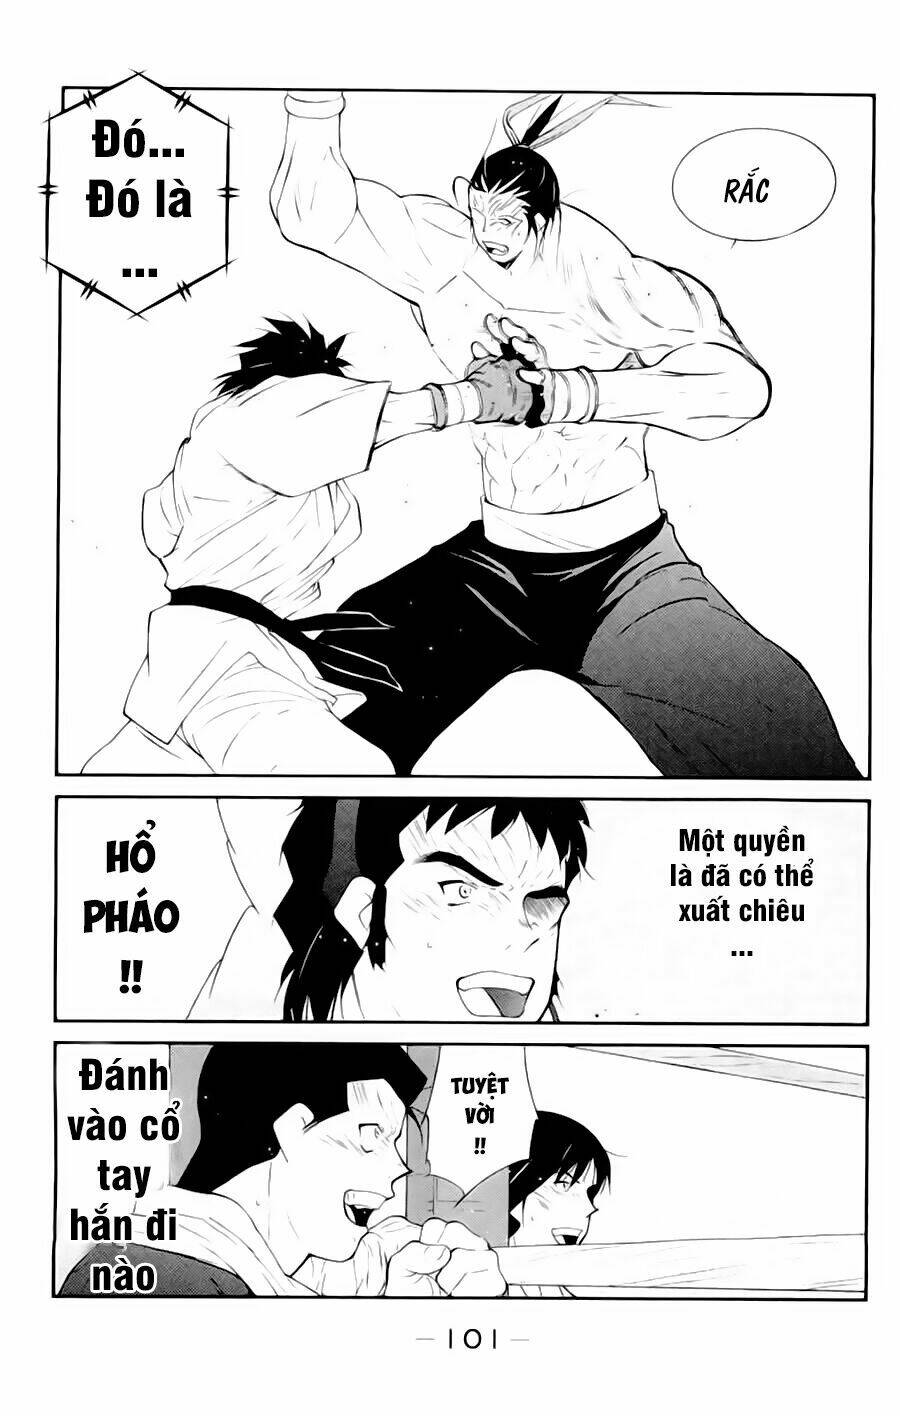 Đó...
Đó là
...
RẮC
HỔ
PHÁO
!!
Một quyền
là đã có thể
xuất chiêu
...
Đánh
vào cổ
tay
hắn đi
nào
TUYỆT
VỜI
!!
— 101 —